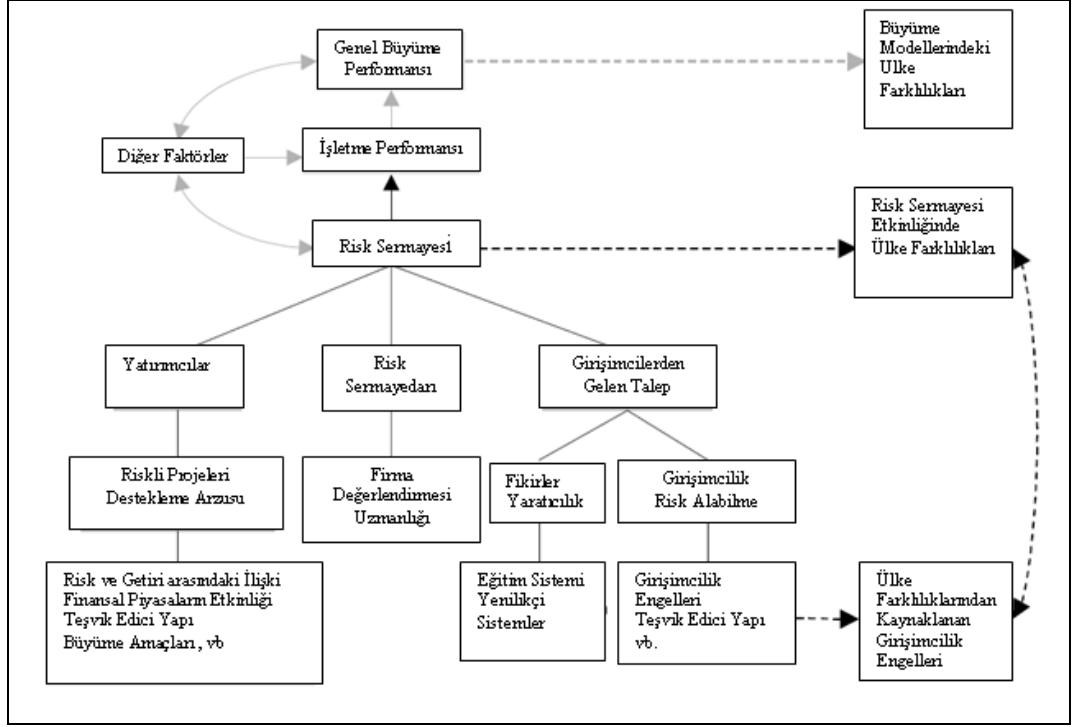 Genel Büyüme
Performansı
Büyüme
Modellerindeki
Ülke
Farklılıkları
Diğer Faktörler
İşletme Performansı
Risk Sermayesi
Risk Sermayesi
Etkinliğinde
Ülke Farklılıkları
Yatırımcılar
Risk
Sermayedarı
Girişimcilerden
Gelen Talep
Riskli Projeleri
Destekleme Arzusu
Firma
Değerlendirmesi
Uzmanlığı
Fikirler
Yaratıcılık
Girişimcilik
Risk Alabilme
Risk ve Getiri arasındaki İlişki
Finansal Piyasaların Etkinliği
Teşvik Edici Yapı
Büyüme Amaçları, vb
Eğitim Sistemi
Yenilikçi
Sistemler
Girişimcilik
Engelleri
Teşvik Edici Yapı
vb.
Ülke
Farklılıklarından
Kaynaklanan
Girişimcilik
Engelleri